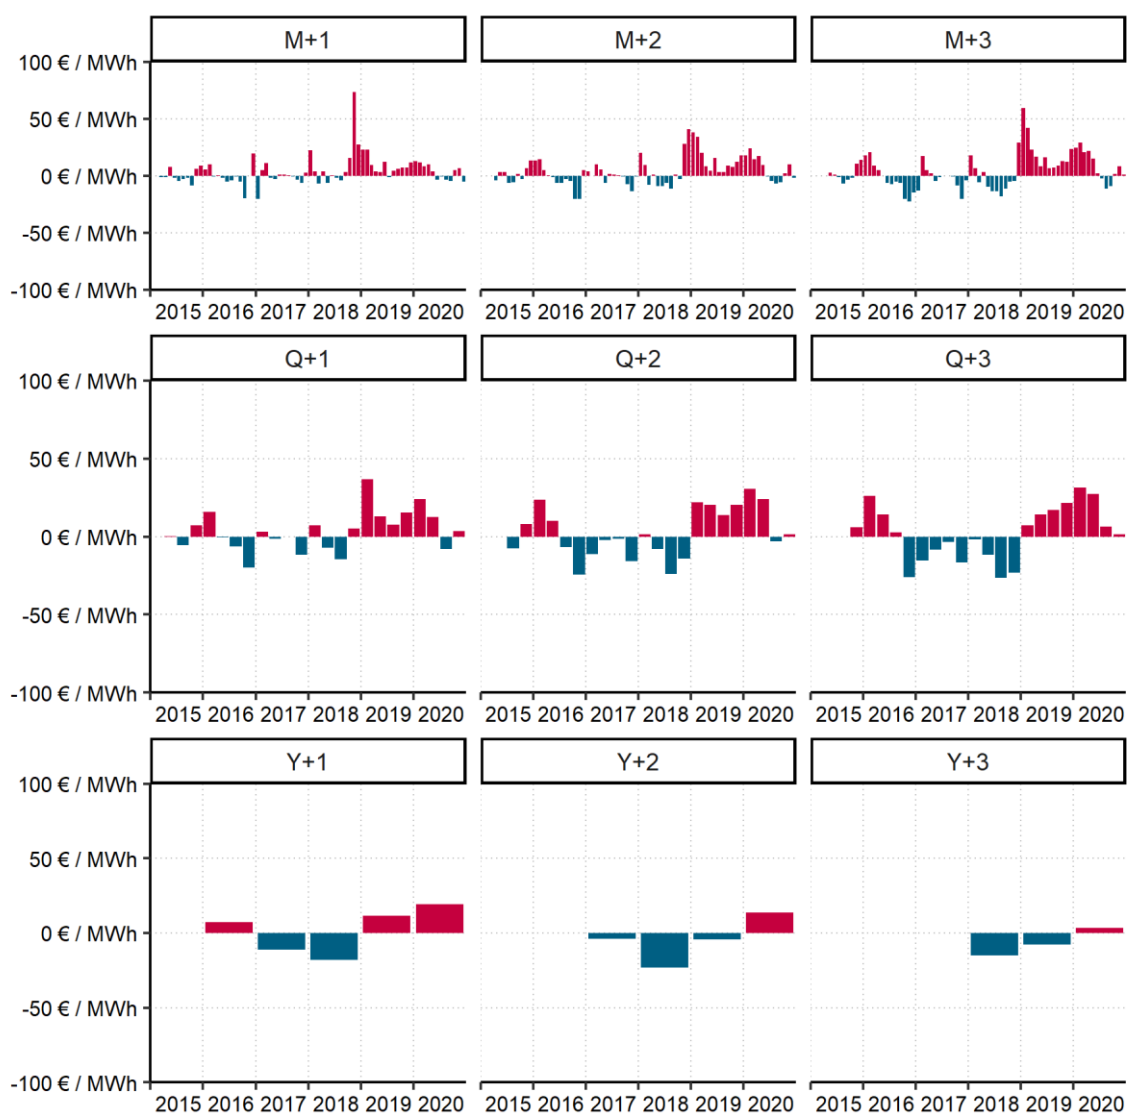 M+1 M+2 M+3
100 € / MWh
50 € / MWh
0 € / MWh
-50 € / MWh
-100 € / MWh
2015 2016 2017 2018 2019 2020 2015 2016 2017 2018 2019 2020 2015 2016 2017 2018 2019 2020
Q+1 Q+2 Q+3
100 € / MWh
50 € / MWh
0 € / MWh
-50 € / MWh
-100 € / MWh
2015 2016 2017 2018 2019 2020 2015 2016 2017 2018 2019 2020 2015 2016 2017 2018 2019 2020
Y+1 Y+2 Y+3
100 € / MWh
50 € / MWh
0 € / MWh
-50 € / MWh
-100 € / MWh
2015 2016 2017 2018 2019 2020 2015 2016 2017 2018 2019 2020 2015 2016 2017 2018 2019 2020